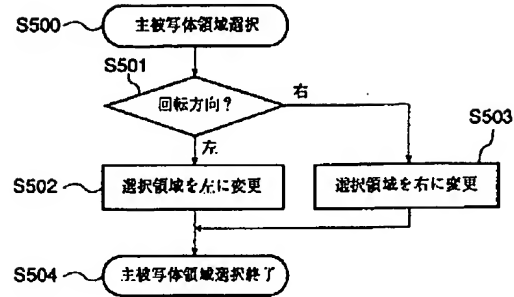 S500
主被写体領域選択
S501
回転方向?
右
左
S503
S502
選択領域を左に変更
選択領域を右に変更
S504
主被写体領域選択終了